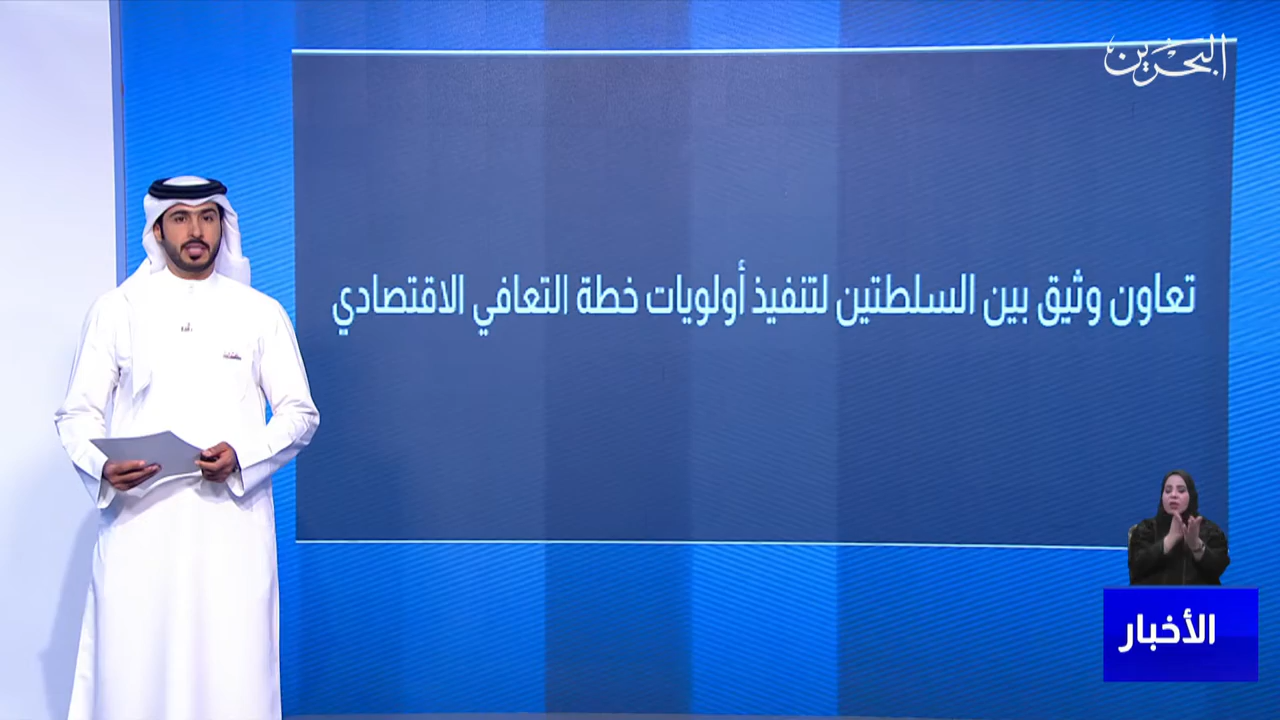 البحرين
تعاون وثيق بين السلطتين لتنفيذ أولويات خطة التعافي الاقتصادي
الأخبار